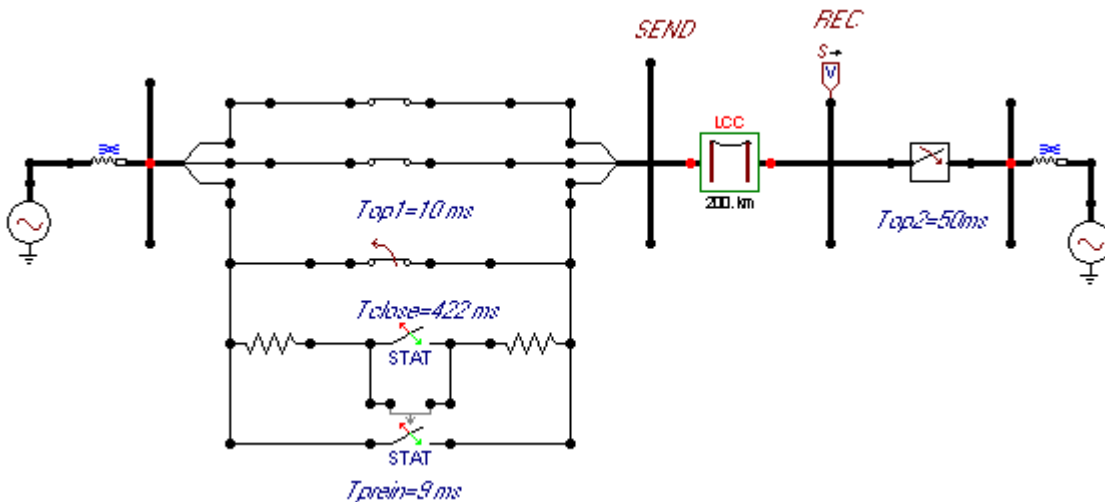 SEND
REC
S
V
LCC
200. km
Top1=10 ms
Top2=50ms
Tclose=422 ms
STAT
STAT
Tprein=9 ms